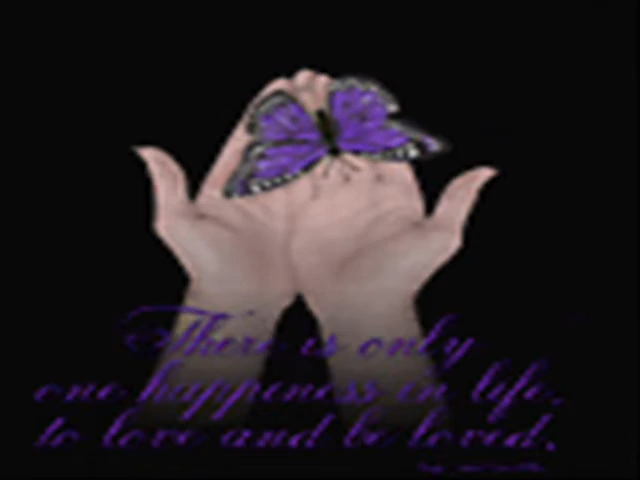 There is only
one happiness in life,
to love and be loved.